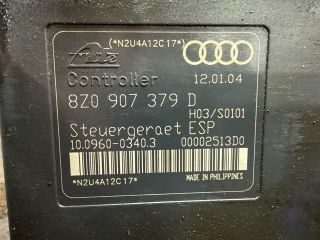 (*N2U4A12C17*)
Ate
Controller 12.01.04
8Z0 907 379 D
H03/S0101
Steuergeraet ESP
10.0960-0340.3 00002513D0
*N2U4A12C17*
MADE IN PHILIPPINES